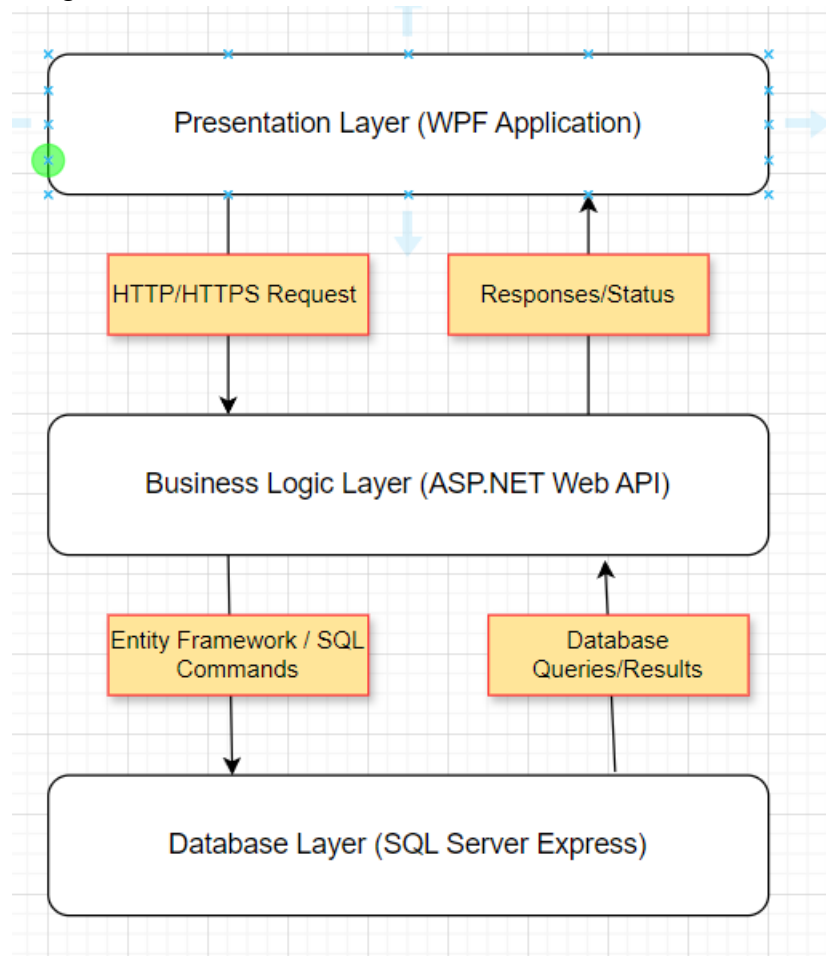 Presentation Layer (WPF Application)
HTTP/HTTPS Request
Responses/Status
Business Logic Layer (ASP.NET Web API)
Entity Framework / SQL
Commands
Database
Queries/Results
Database Layer (SQL Server Express)